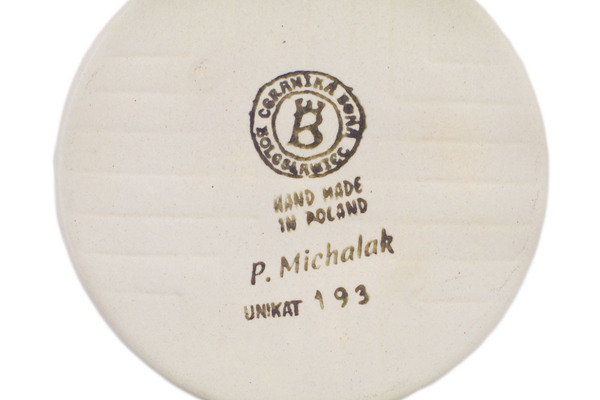 CERAMIKA BONA
BOLESŁAWIEC
B
HAND MADE
IN POLAND
P. Michalak
UNIKAT 193